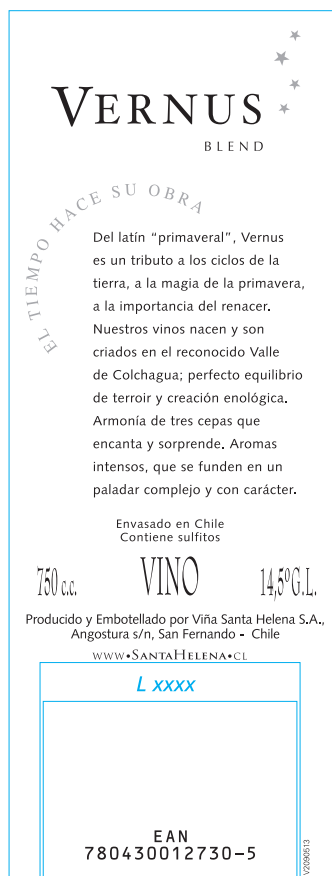 VERNUS
BLEND
EL TIEMPO HACE SU OBRA
Del latín “primaveral”, Vernus
es un tributo a los ciclos de la
tierra, a la magia de la primavera,
a la importancia del renacer.
Nuestros vinos nacen y son
criados en el reconocido Valle
de Colchagua; perfecto equilibrio
de terroir y creación enológica.
Armonía de tres cepas que
encanta y sorprende. Aromas
intensos, que se funden en un
paladar complejo y con carácter.
Envasado en Chile
Contiene sulfitos
750 c.c. VINO 14,5ºG.L.
Producido y Embotellado por Viña Santa Helena S.A.,
Angostura s/n, San Fernando - Chile
WWW•SANTAHELENA•CL
L xxxx
EAN
780430012730-5
V2090513